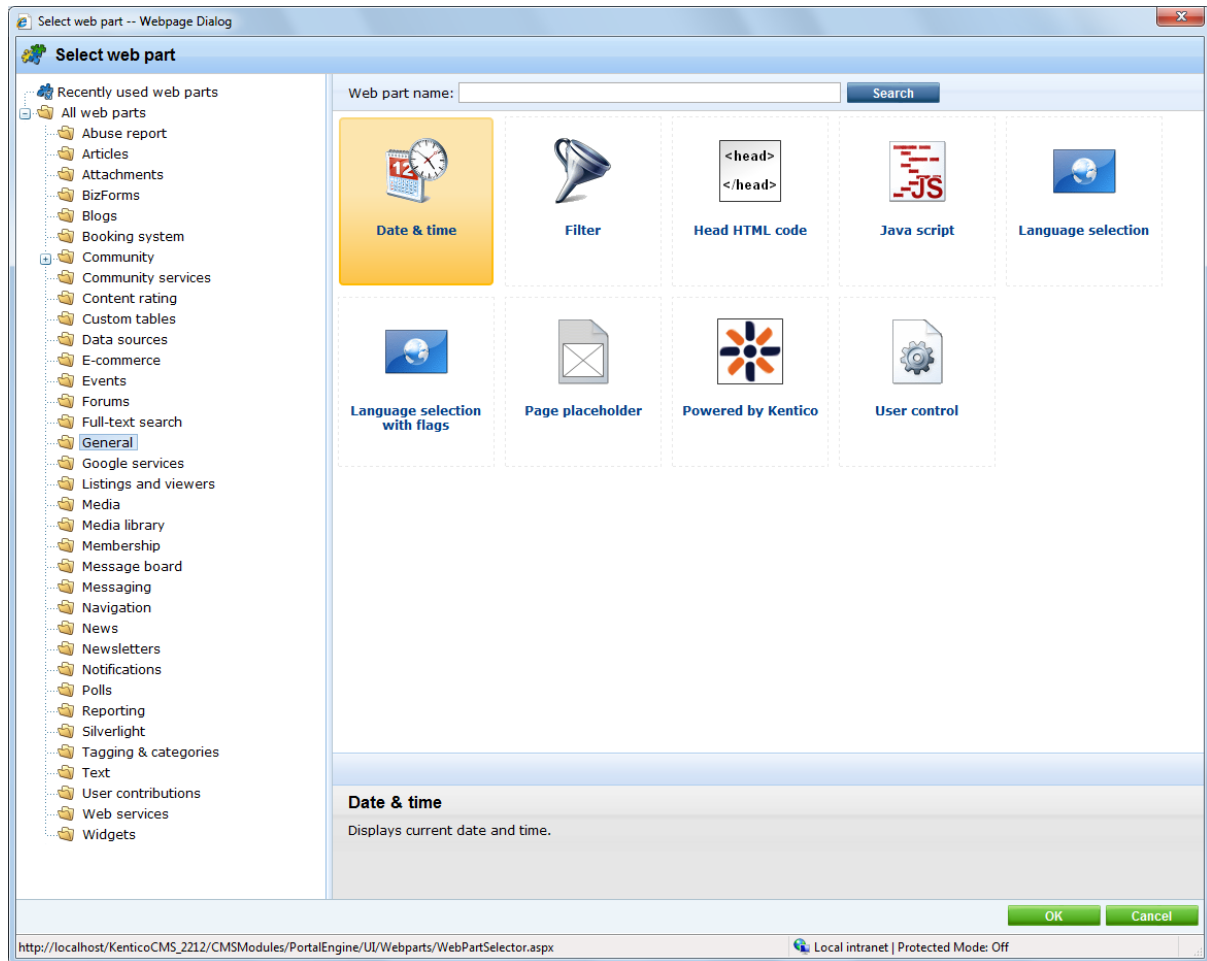 Select web part -- Webpage Dialog
Select web part
Recently used web parts
All web parts
Abuse report
Articles
Attachments
BizForms
Blogs
Booking system
Community
Community services
Content rating
Custom tables
Data sources
E-commerce
Events
Forums
Full-text search
General
Google services
Listings and viewers
Media
Media library
Membership
Message board
Messaging
Navigation
News
Newsletters
Notifications
Polls
Reporting
Silverlight
Tagging & categories
Text
User contributions
Web services
Widgets
Web part name:
Search
12
Date & time
Filter
<head>
</head>
Head HTML code
JS
Java script
Language selection
Language selection
with flags
Page placeholder
Powered by Kentico
User control
Date & time
Displays current date and time.
OK
Cancel
http://localhost/KenticoCMS_2212/CMSModules/PortalEngine/UI/Webparts/WebPartSelector.aspx
Local intranet | Protected Mode: Off